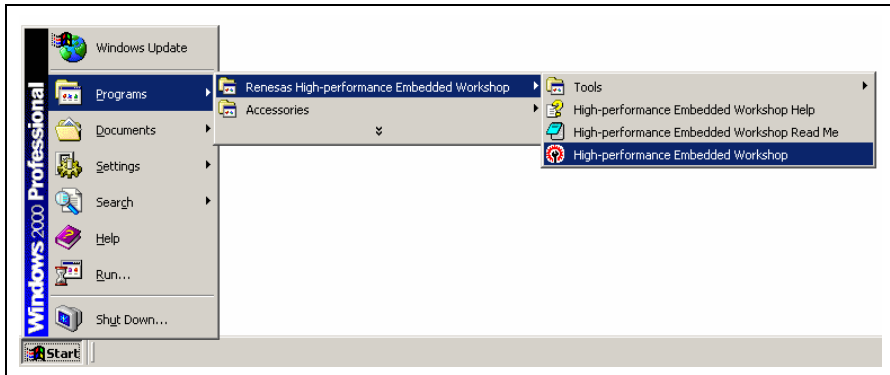 Windows 2000 Professional
Windows Update
Programs
Documents
Settings
Search
Help
Run...
Shut Down...
Start
Renesas High-performance Embedded Workshop
Accessories
Tools
High-performance Embedded Workshop Help
High-performance Embedded Workshop Read Me
High-performance Embedded Workshop